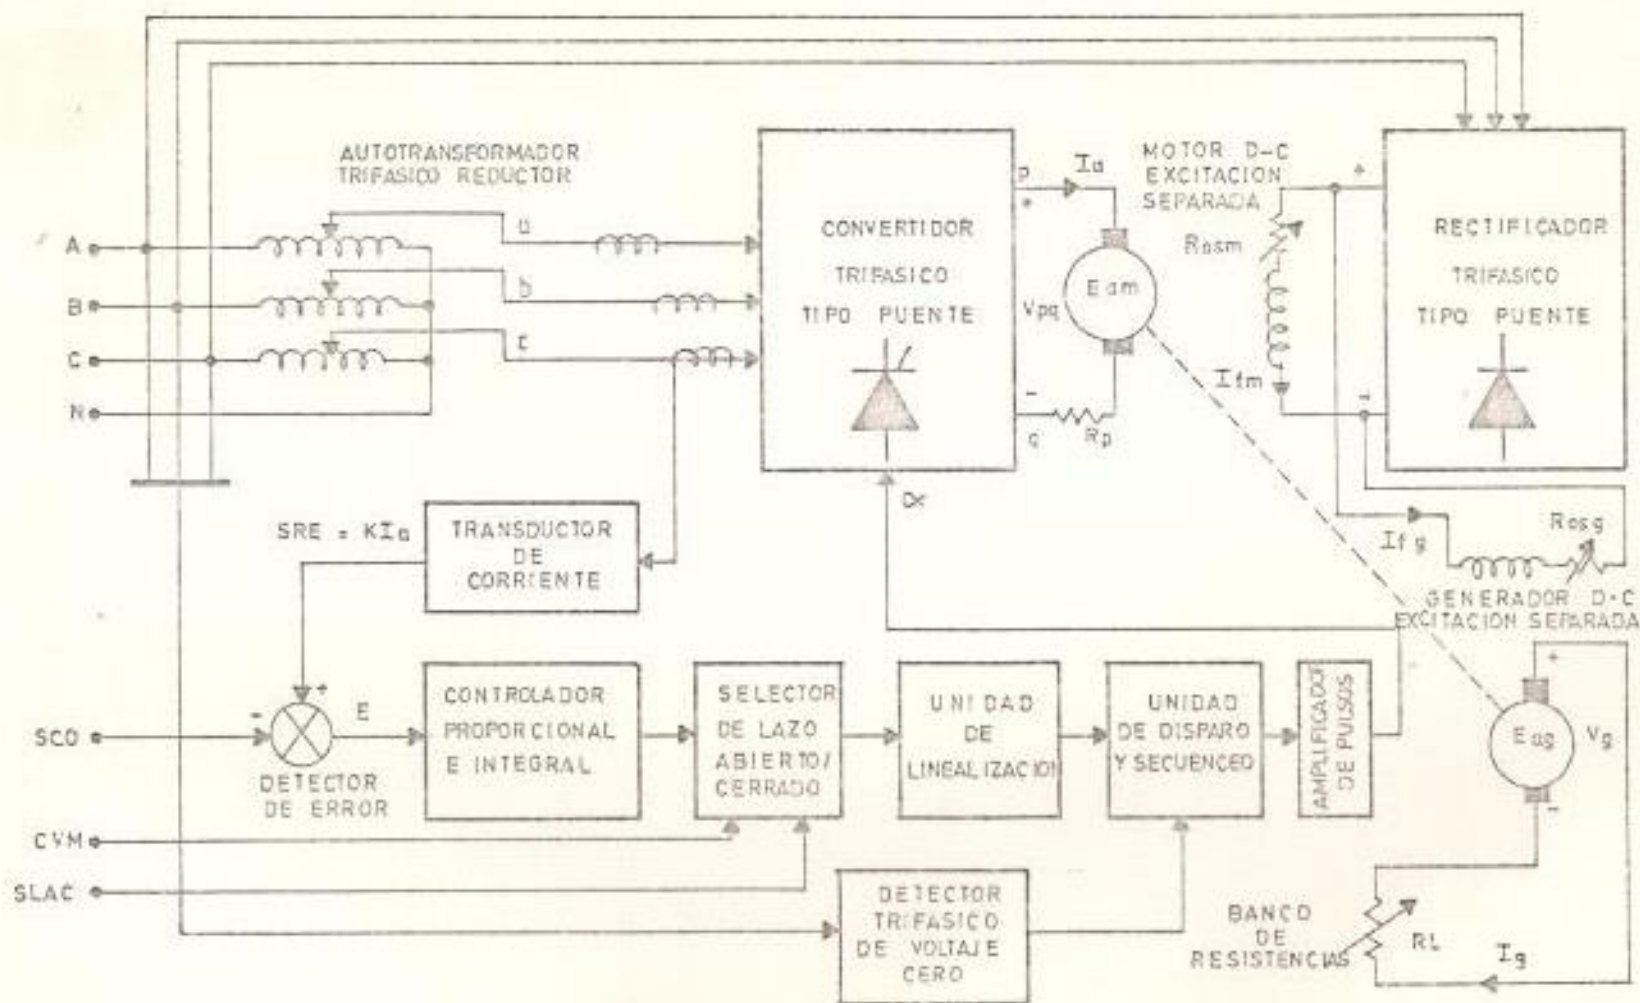 AUTOTRANSFORMADOR
TRIFASICO REDUCTOR
A
B
C
N
a
b
c
CONVERTIDOR
TRIFASICO
TIPO PUENTE
P
+
Ia
Vpq
Eam
-
q
Rp
α
MOTOR D-C
EXCITACION
SEPARADA
Rosm
Ifm
+
RECTIFICADOR
TRIFASICO
TIPO PUENTE
Ifg
Rosg
GENERADOR D-C
EXCITACION SEPARADA
SRE = KIa
TRANSDUCTOR
DE
CORRIENTE
SCO
-
+
E
DETECTOR
DE ERROR
CONTROLADOR
PROPORCIONAL
E INTEGRAL
SELECTOR
DE LAZO
ABIERTO/
CERRADO
UNIDAD
DE
LINEALIZACION
UNIDAD
DE DISPARO
Y SECUENCEO
AMPLIFICADOR
DE PULSOS
+
Eag
Vg
-
CVM
SLAC
DETECTOR
TRIFASICO
DE VOLTAJE
CERO
BANCO
DE
RESISTENCIAS
RL
Ig